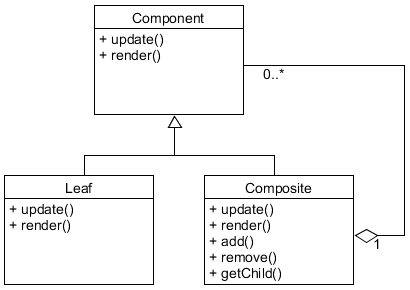 Component
+ update()
+ render()
0..*
Leaf
+ update()
+ render()
Composite
+ update()
+ render()
+ add()
+ remove()
+ getChild()
1